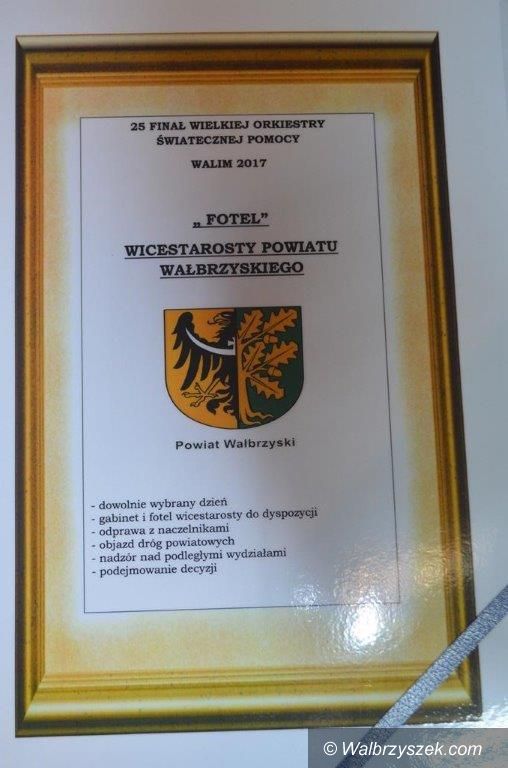 25 FINAŁ WIELKIEJ ORKIESTRY
ŚWIATECZNEJ POMOCY
WALIM 2017
„ FOTEL”
WICESTAROSTY POWIATU
WAŁBRZYSKIEGO
Powiat Wałbrzyski
- dowolnie wybrany dzień
- gabinet i fotel wicestarosty do dyspozycji
- odprawa z naczelnikami
- objazd dróg powiatowych
- nadzór nad podległymi wydziałami
- podejmowanie decyzji
© Walbrzyszek.com